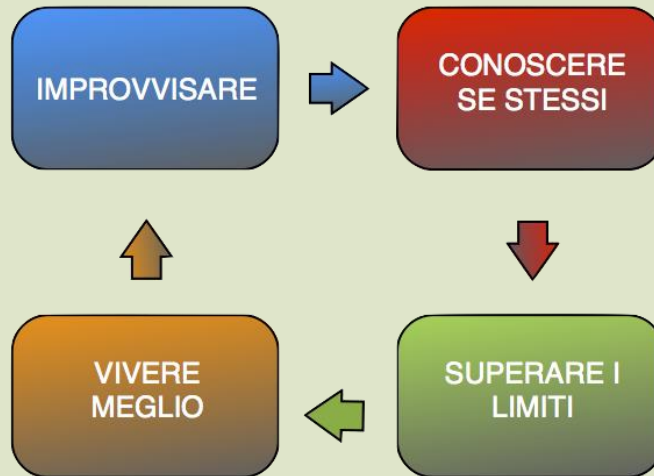 IMPROVVISARE
CONOSCERE
SE STESSI
VIVERE
MEGLIO
SUPERARE I
LIMITI